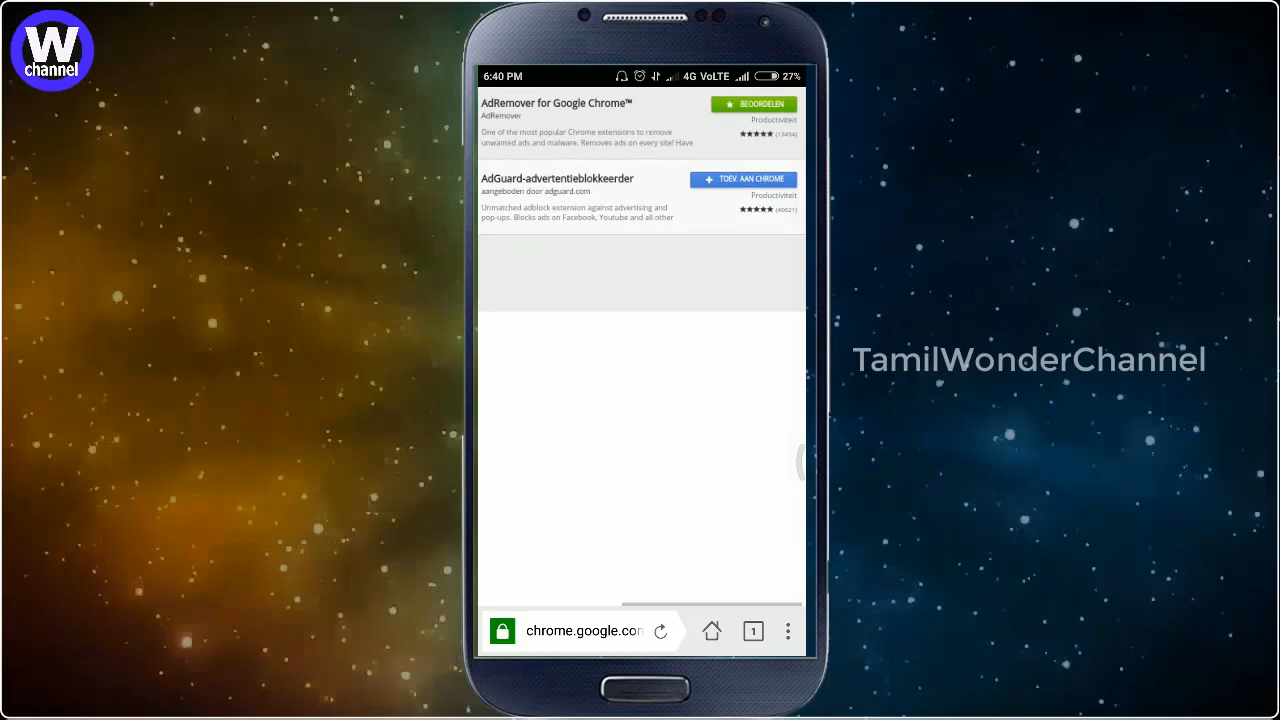 W
channel
6:40 PM
4G VoLTE
27%
AdRemover for Google Chrome™
BEOORDELEN
AdRemover
Productiviteit
One of the most popular Chrome extensions to remove
unwanted ads and malware. Removes ads on every site! Have
(13494)
AdGuard-advertentieblokkeerder
TOEV. AAN CHROME
aangeboden door adguard.com
Productiviteit
Unmatched adblock extension against advertising and
pop-ups. Blocks ads on Facebook, Youtube and all other
(40621)
TamilWonderChannel
chrome.google.con
1